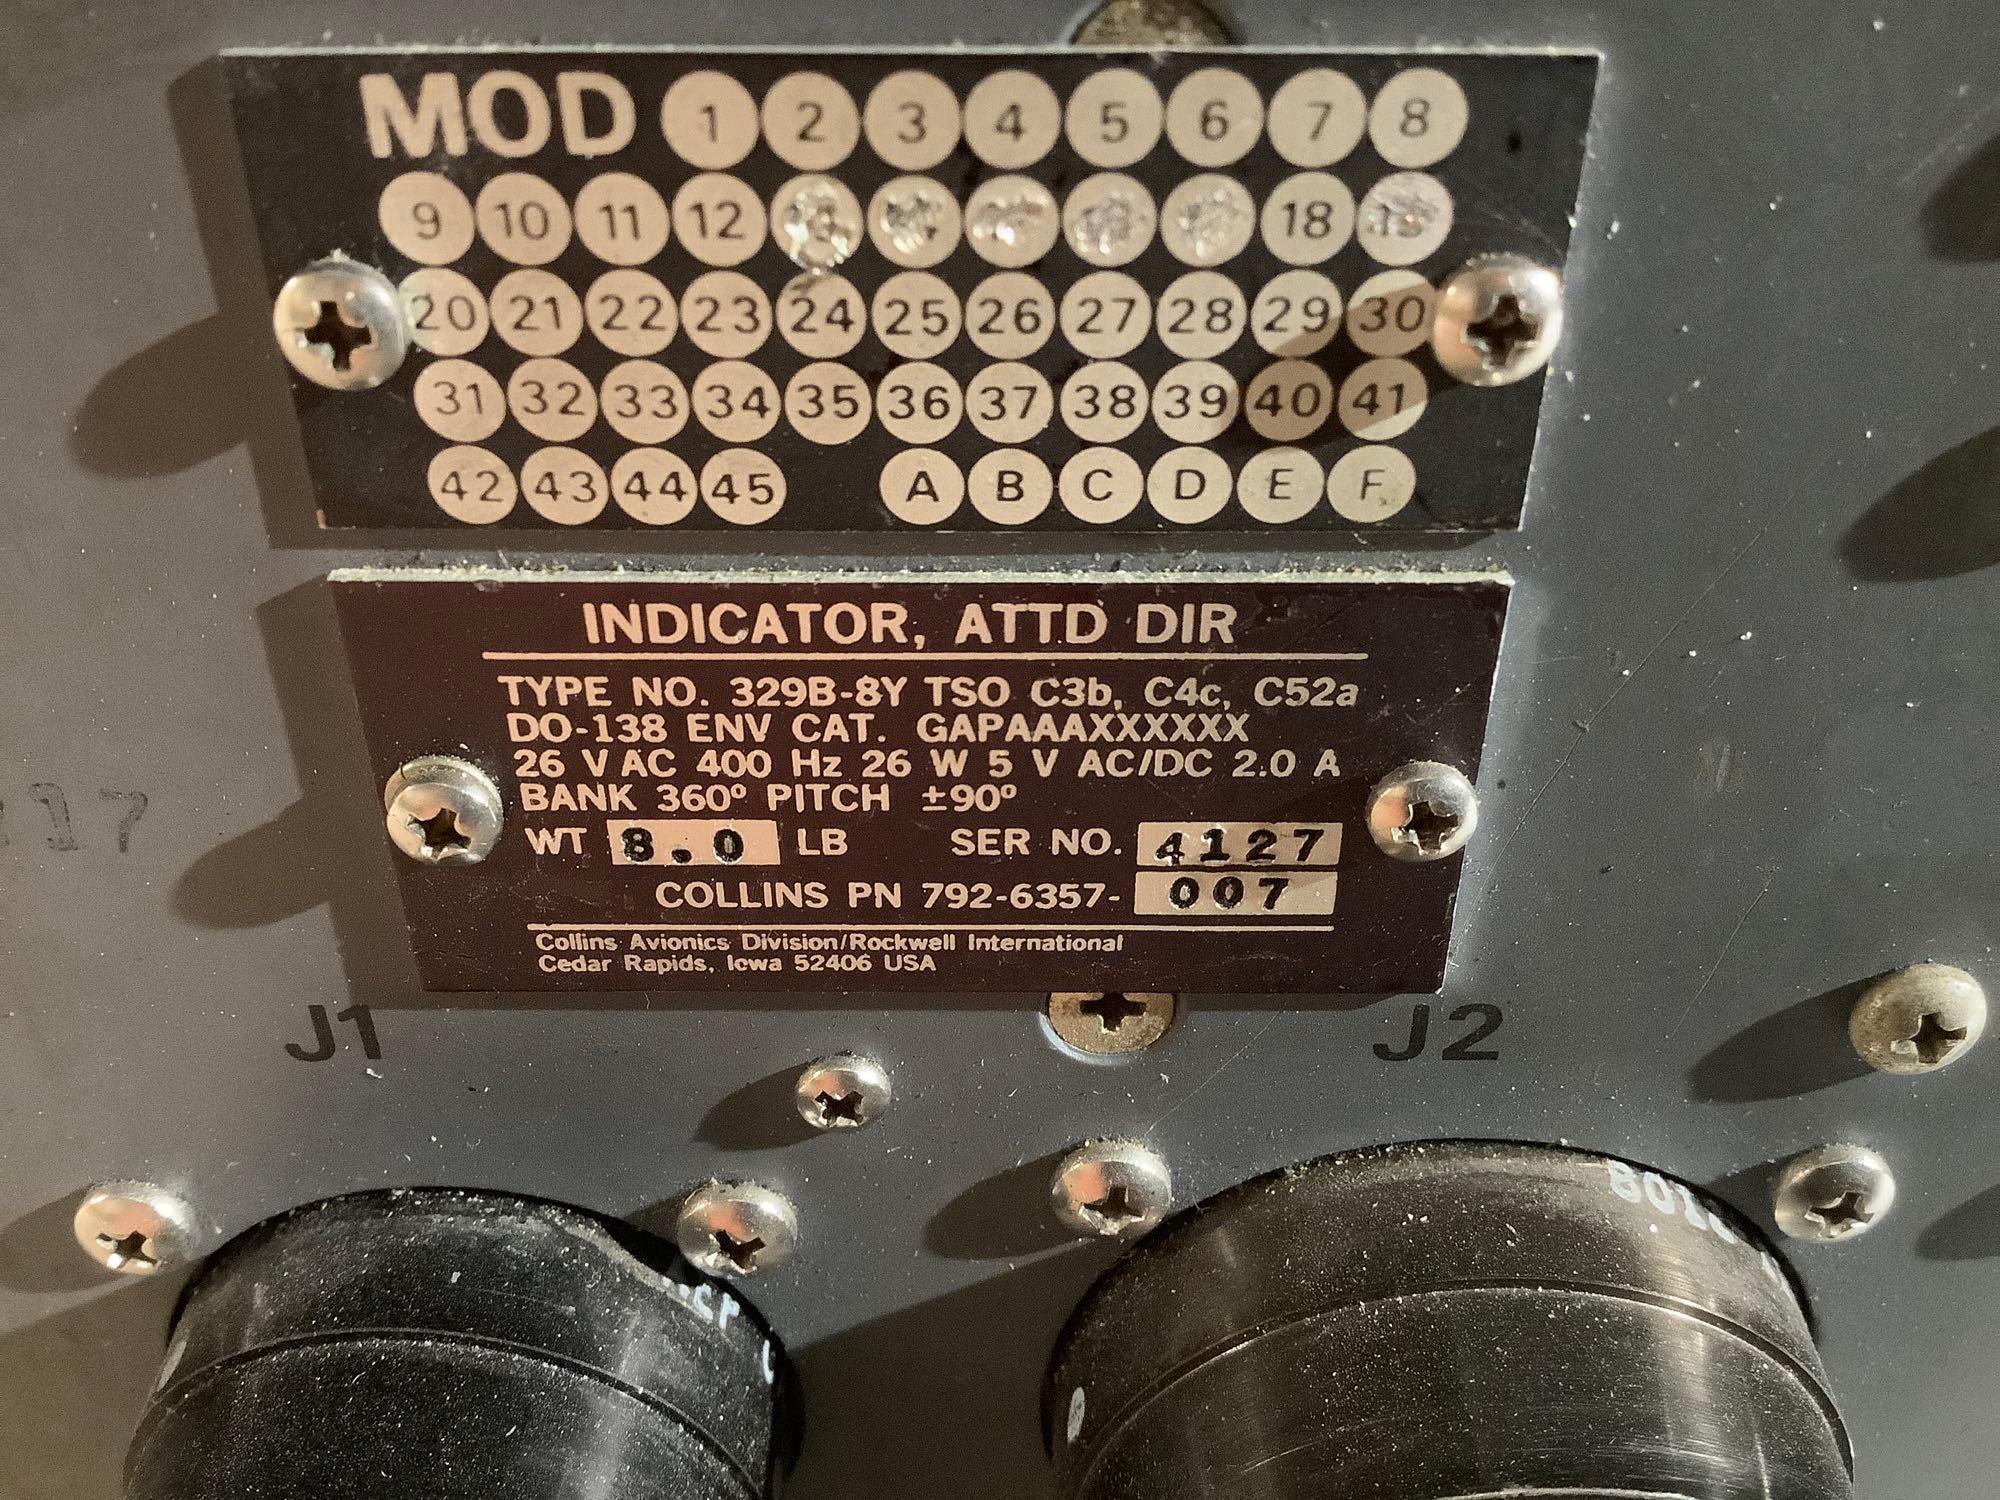 MOD 1 2 3 4 5 6 7 8
9 10 11 12 18
20 21 22 23 24 25 26 27 28 29 30
31 32 33 34 35 36 37 38 39 40 41
42 43 44 45 A B C D E F
INDICATOR, ATTD DIR
TYPE NO. 329B-8Y TSO C3b, C4c, C52a
DO-138 ENV CAT. GAPAAAXXXXXX
26 V AC 400 Hz 26 W 5 V AC/DC 2.0 A
BANK 360º PITCH ±90º
WT 8.0 LB SER NO. 4127
COLLINS PN 792-6357-007
Collins Avionics Division/Rockwell International
Cedar Rapids, Iowa 52406 USA
J1 J2